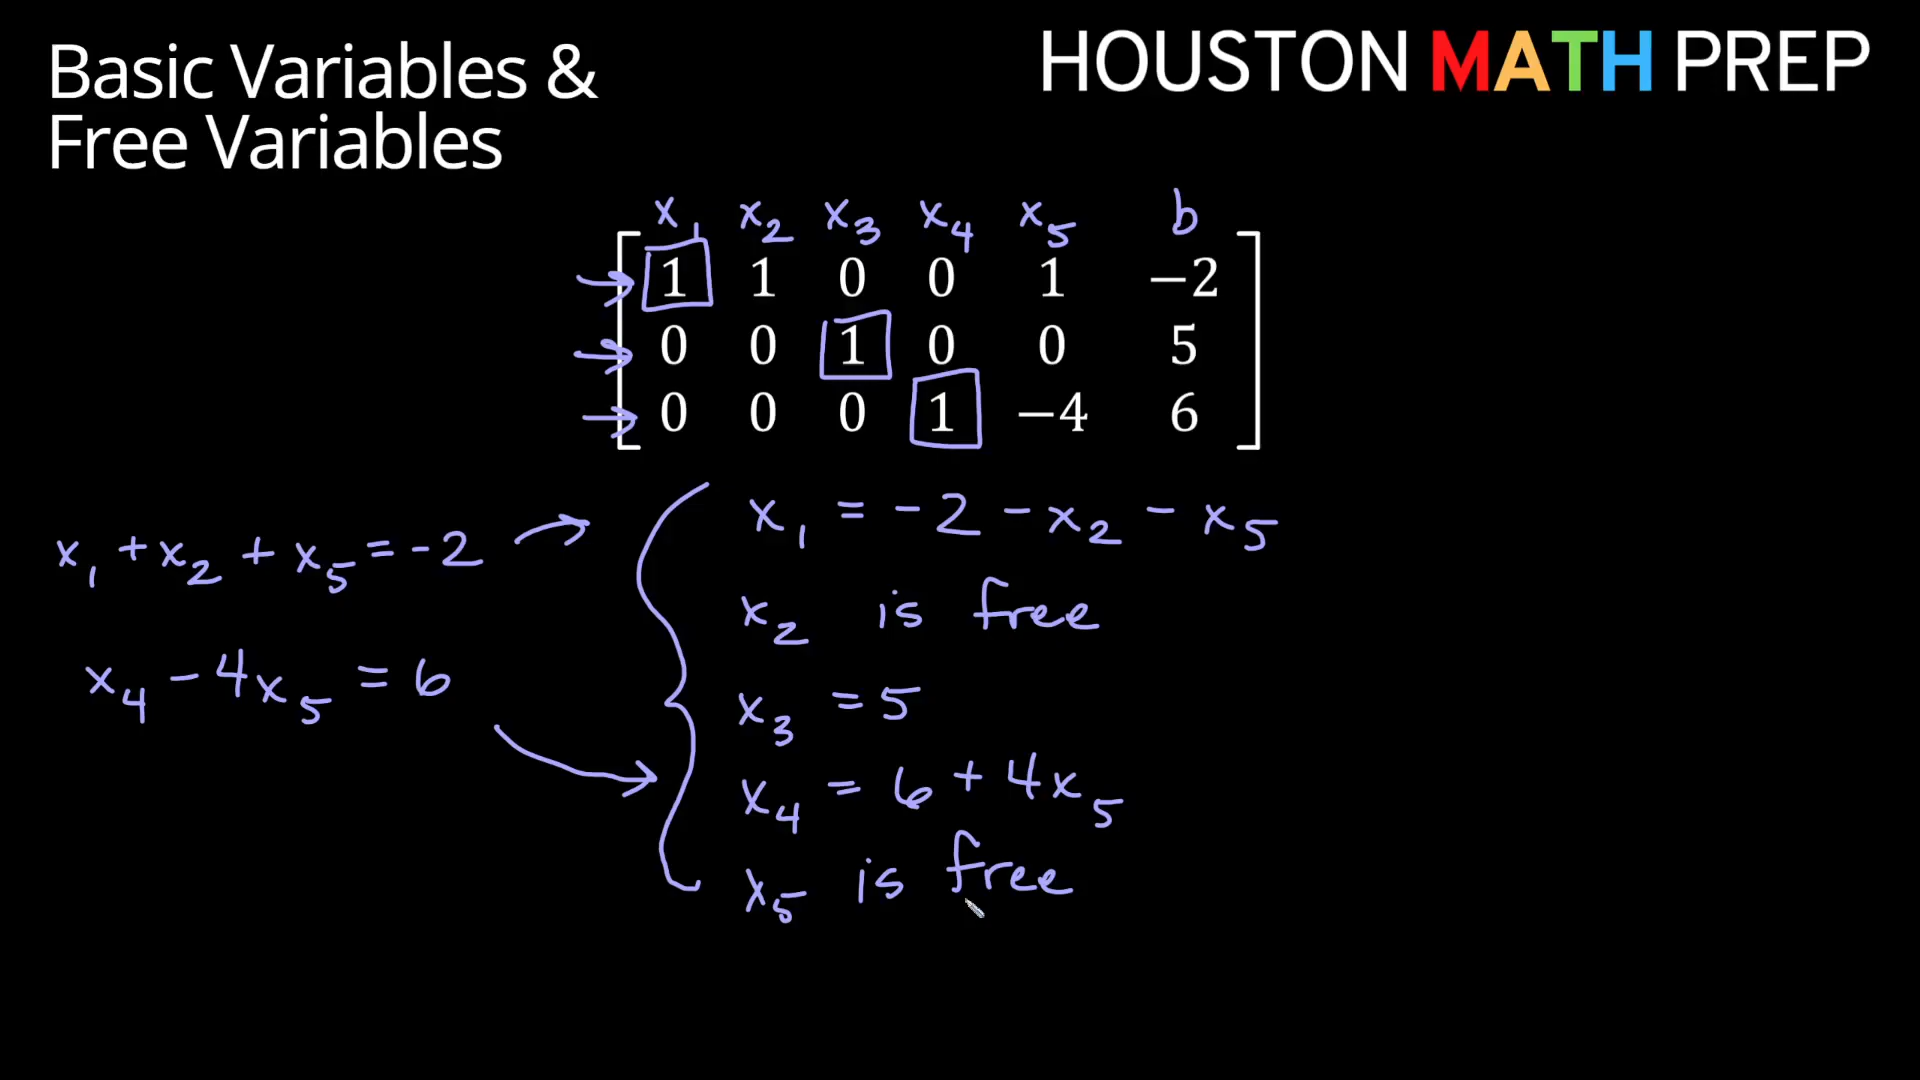 Basic Variables &
Free Variables
HOUSTON MATH PREP
x₁ x₂ x₃ x₄ x₅ b
1 1 0 0 1 −2
0 0 1 0 0 5
0 0 0 1 −4 6
x₁ = -2 - x₂ - x₅
x₁ + x₂ + x₅ = -2
x₂ is free
x₄ - 4x₅ = 6
x₃ = 5
x₄ = 6 + 4x₅
x₅ is free